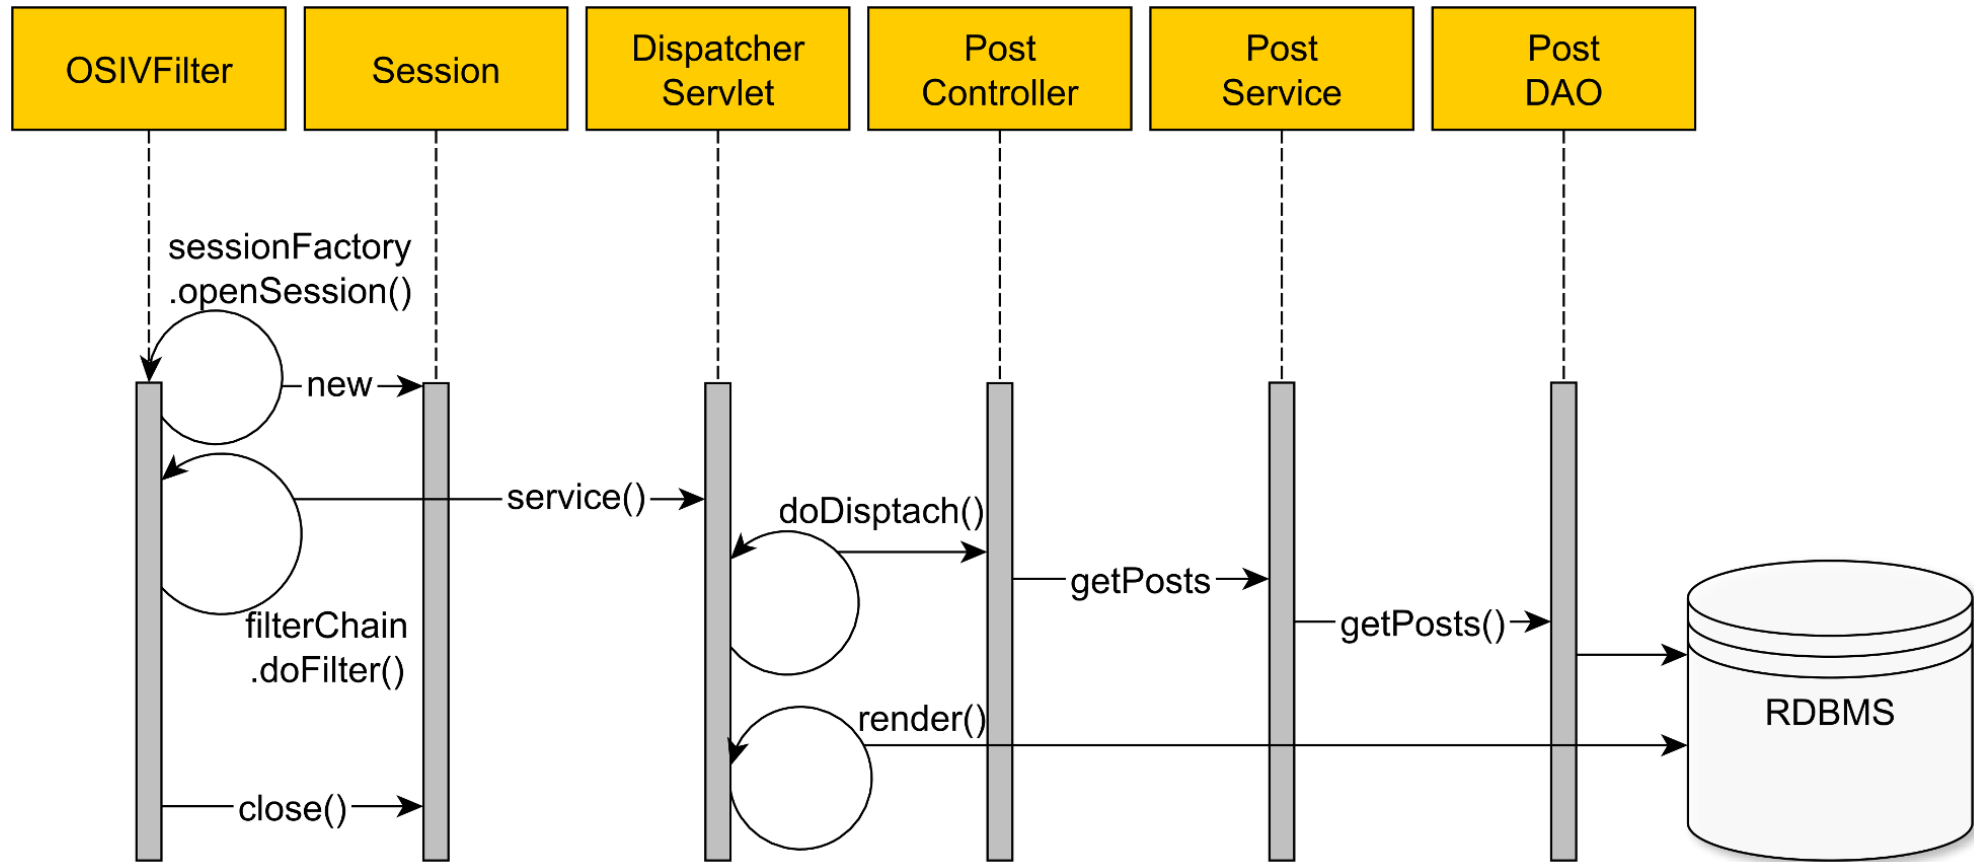 OSIVFilter
Session
Dispatcher
Servlet
Post
Controller
Post
Service
Post
DAO
sessionFactory
.openSession()
new
service()
doDisptach()
getPosts
getPosts()
filterChain
.doFilter()
render()
RDBMS
close()